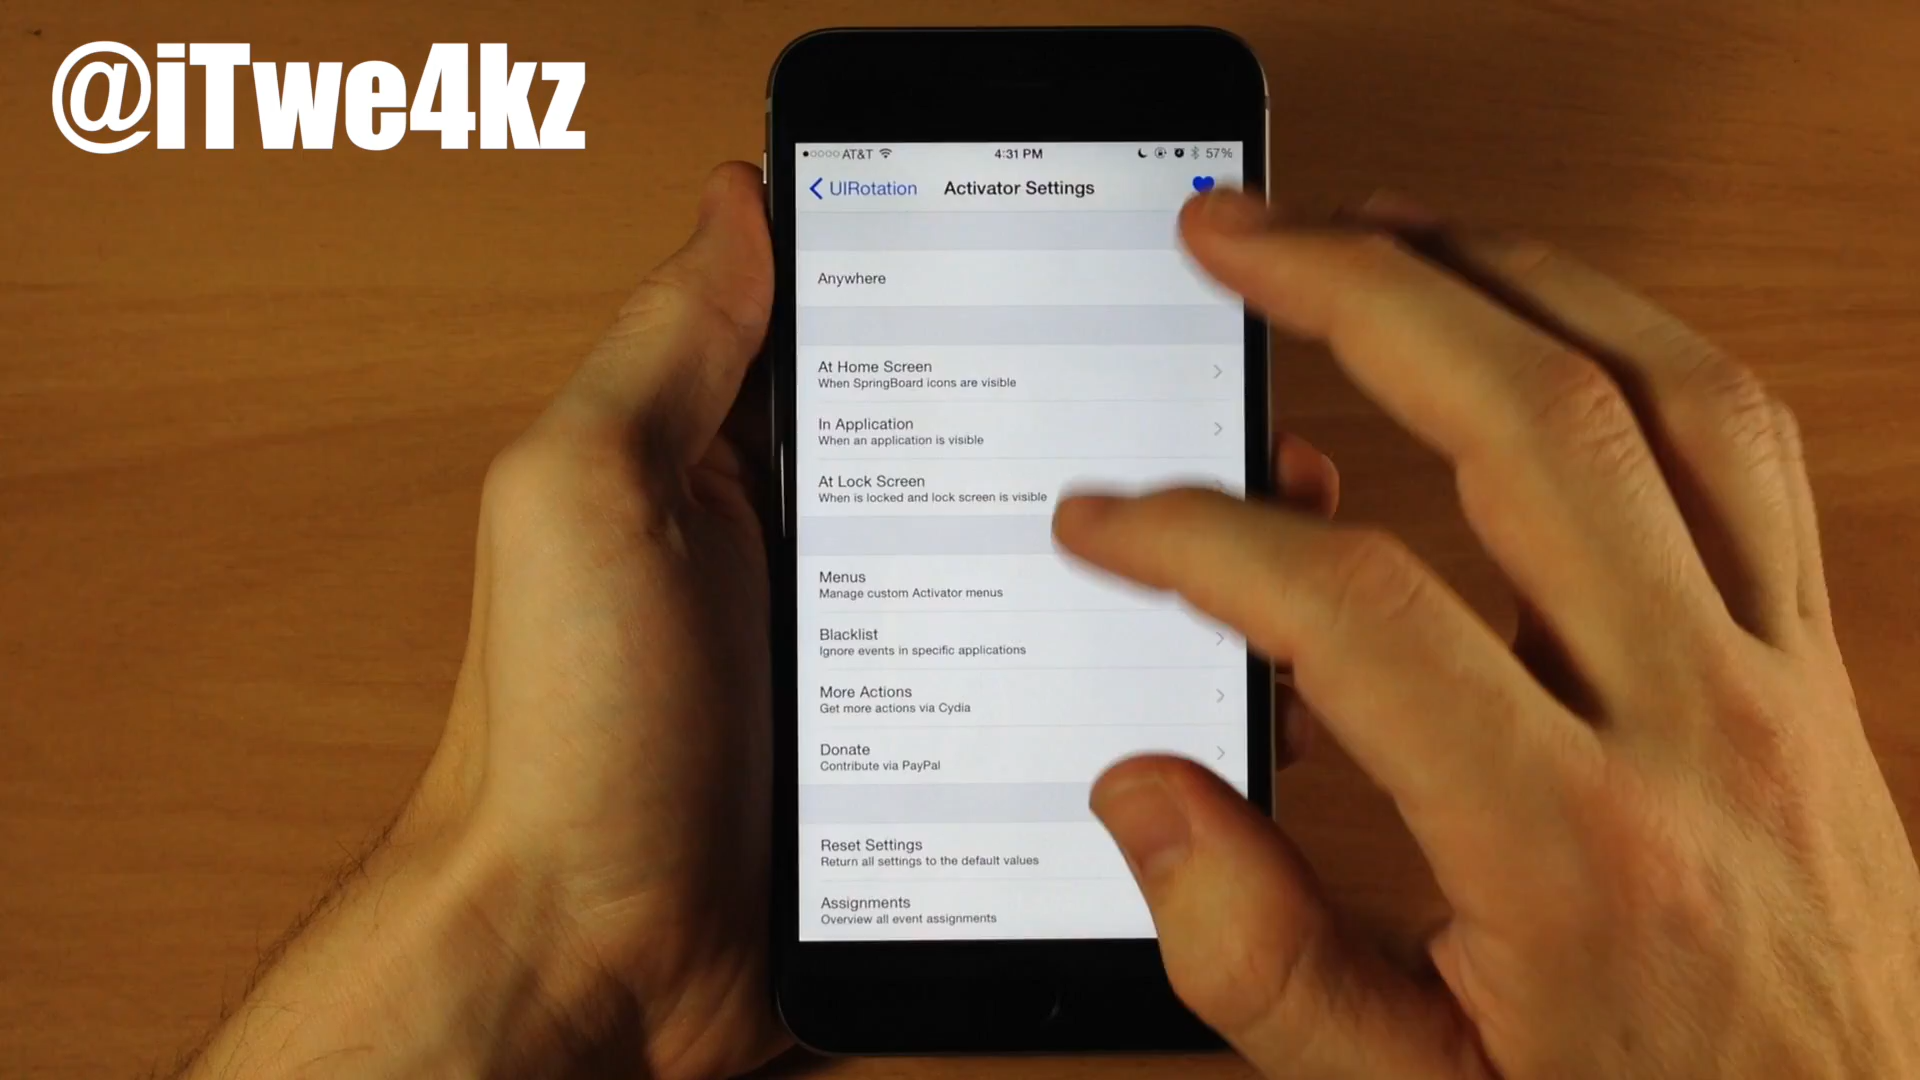 @iTwe4kz
AT&T 4:31 PM 57%
UIRotation Activator Settings
Anywhere
At Home Screen
When SpringBoard icons are visible
In Application
When an application is visible
At Lock Screen
When is locked and lock screen is visible
Menus
Manage custom Activator menus
Blacklist
Ignore events in specific applications
More Actions
Get more actions via Cydia
Donate
Contribute via PayPal
Reset Settings
Return all settings to the default values
Assignments
Overview all event assignments